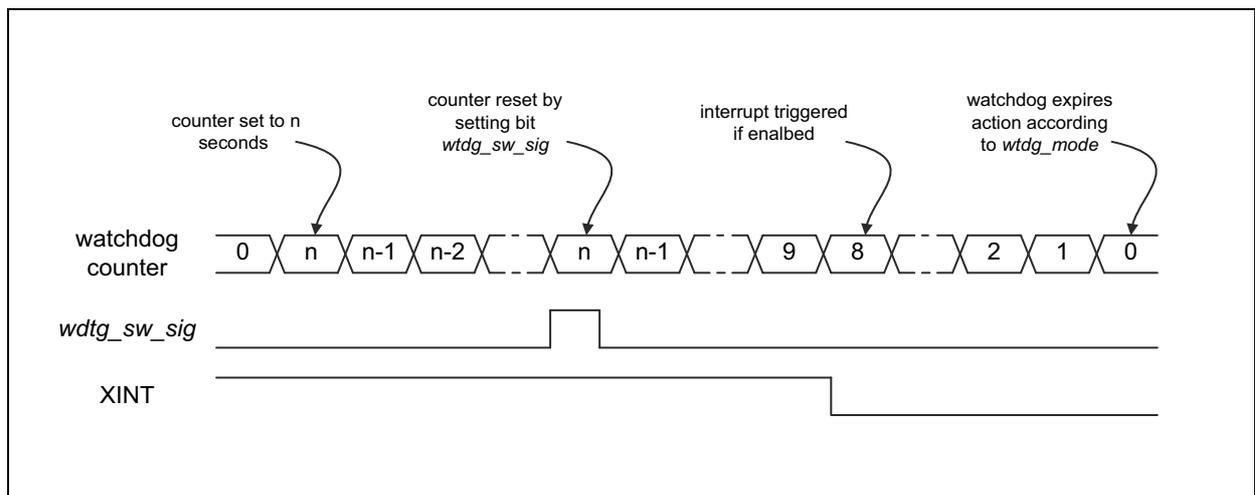 counter set to n
seconds
counter reset by
setting bit
wtdg_sw_sig
interrupt triggered
if enalbed
watchdog expires
action according
to wtdg_mode
watchdog
counter
0 n n-1 n-2 n n-1 9 8 2 1 0
wdtg_sw_sig
XINT